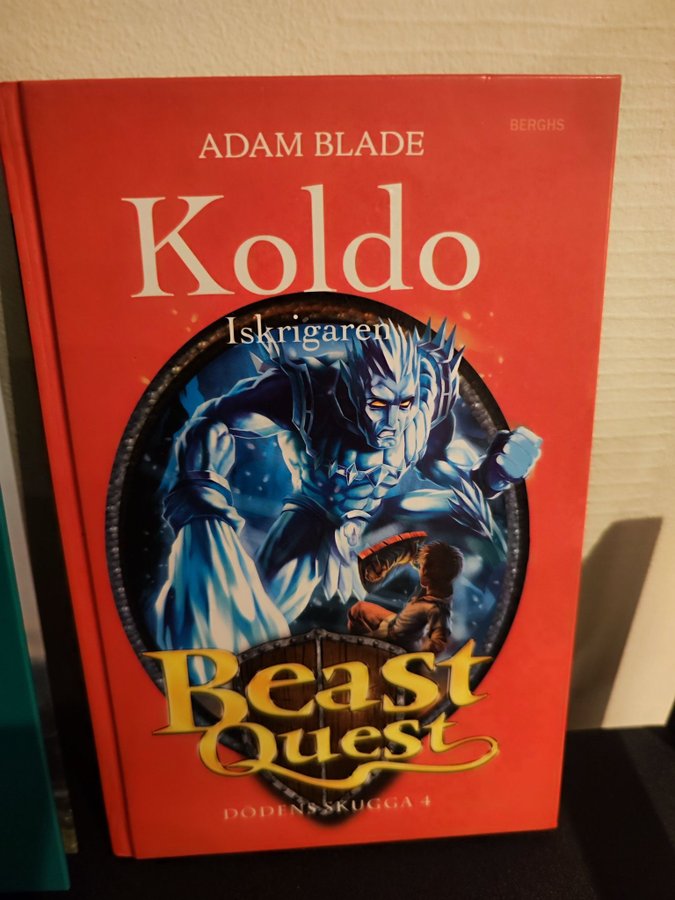 BERGHS
ADAM BLADE
Koldo
Iskrigaren
Beast
Quest
DÖDENS SKUGGA 4